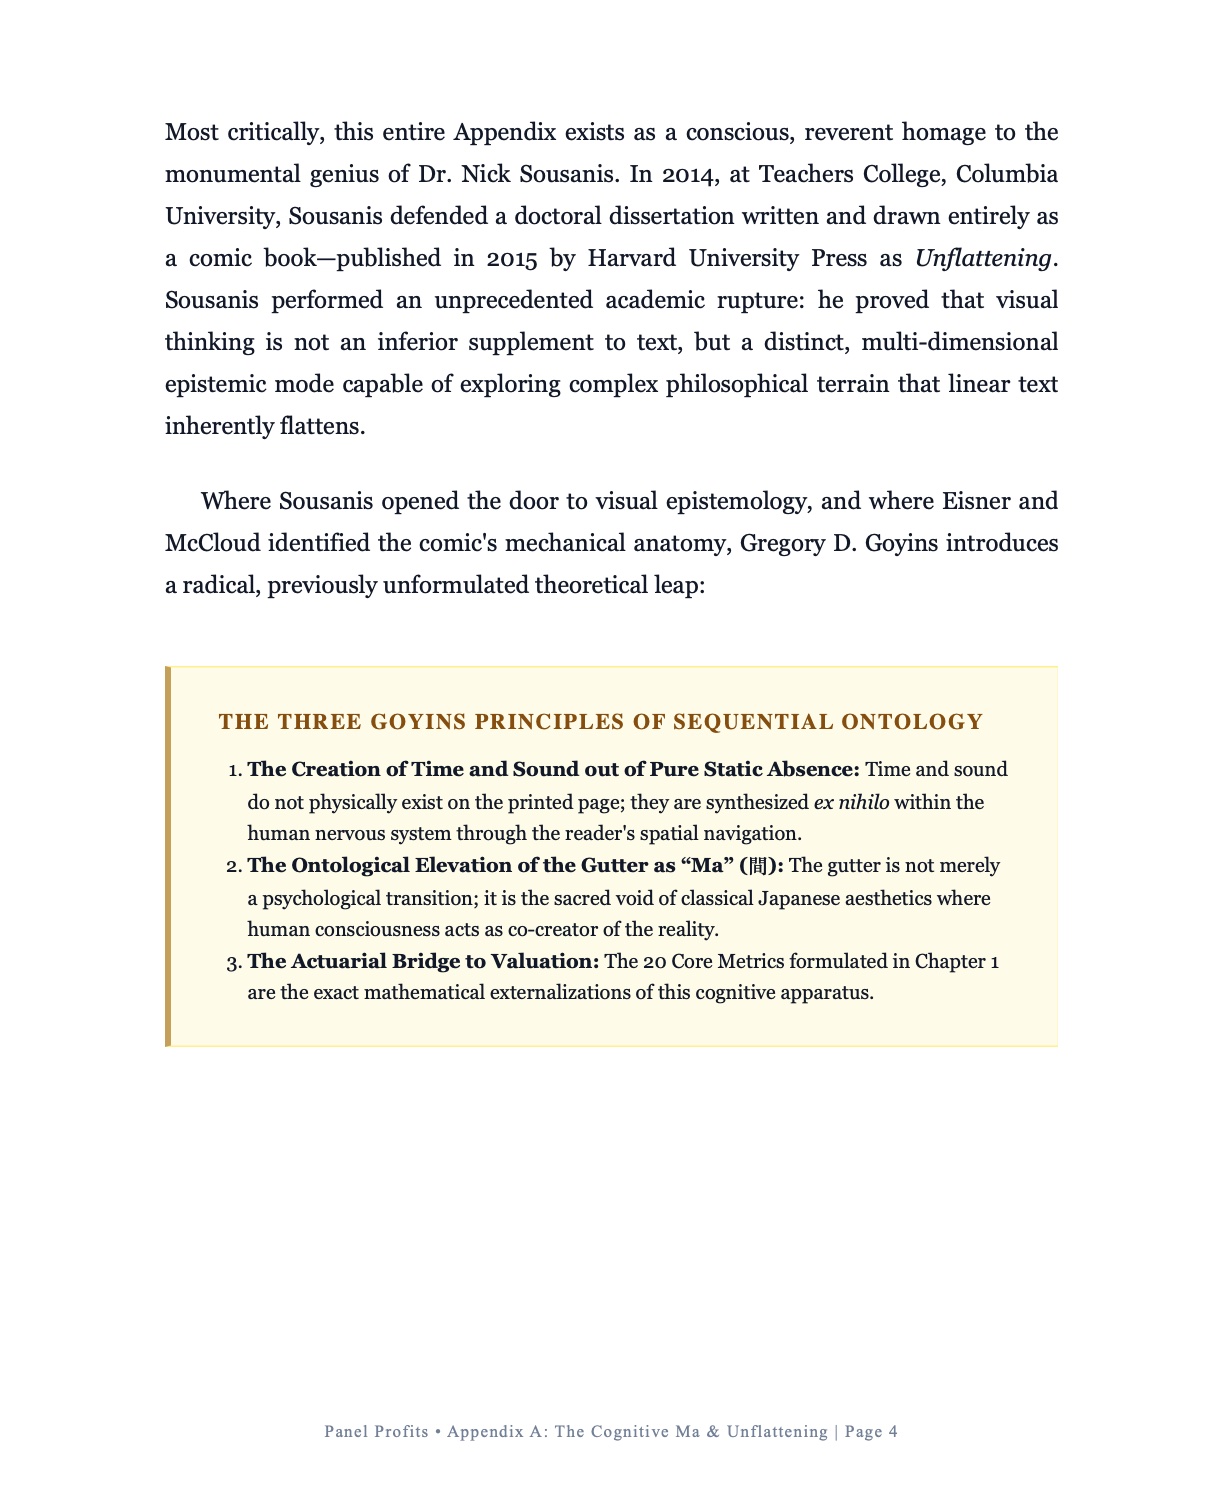 Most critically, this entire Appendix exists as a conscious, reverent homage to the
monumental genius of Dr. Nick Sousanis. In 2014, at Teachers College, Columbia
University, Sousanis defended a doctoral dissertation written and drawn entirely as
a comic book—published in 2015 by Harvard University Press as Unflattening.
Sousanis performed an unprecedented academic rupture: he proved that visual
thinking is not an inferior supplement to text, but a distinct, multi-dimensional
epistemic mode capable of exploring complex philosophical terrain that linear text
inherently flattens.
Where Sousanis opened the door to visual epistemology, and where Eisner and
McCloud identified the comic's mechanical anatomy, Gregory D. Goyins introduces
a radical, previously unformulated theoretical leap:
THE THREE GOYINS PRINCIPLES OF SEQUENTIAL ONTOLOGY
1. The Creation of Time and Sound out of Pure Static Absence: Time and sound
do not physically exist on the printed page; they are synthesized ex nihilo within the
human nervous system through the reader's spatial navigation.
2. The Ontological Elevation of the Gutter as “Ma” (間): The gutter is not merely
a psychological transition; it is the sacred void of classical Japanese aesthetics where
human consciousness acts as co-creator of the reality.
3. The Actuarial Bridge to Valuation: The 20 Core Metrics formulated in Chapter 1
are the exact mathematical externalizations of this cognitive apparatus.
Panel Profits • Appendix A: The Cognitive Ma & Unflattening | Page 4